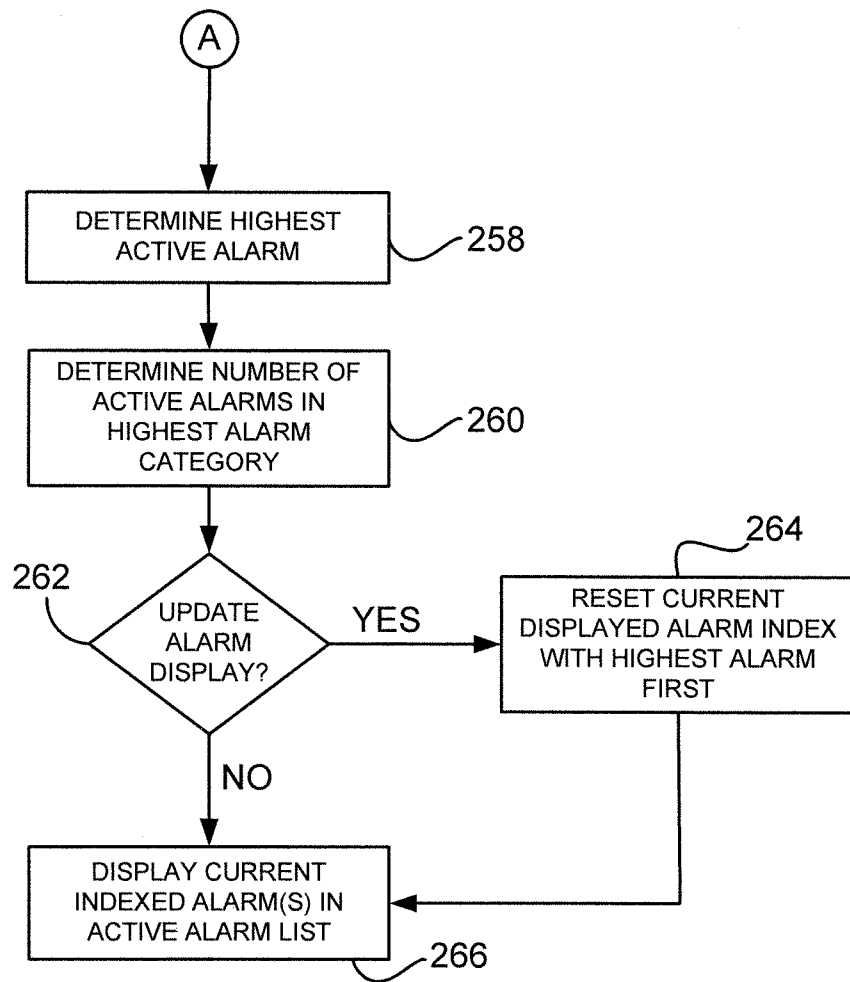 A
DETERMINE HIGHEST
ACTIVE ALARM
258
DETERMINE NUMBER OF
ACTIVE ALARMS IN
HIGHEST ALARM
CATEGORY
260
262
UPDATE
ALARM
DISPLAY?
YES
264
RESET CURRENT
DISPLAYED ALARM INDEX
WITH HIGHEST ALARM
FIRST
NO
DISPLAY CURRENT
INDEXED ALARM(S) IN
ACTIVE ALARM LIST
266